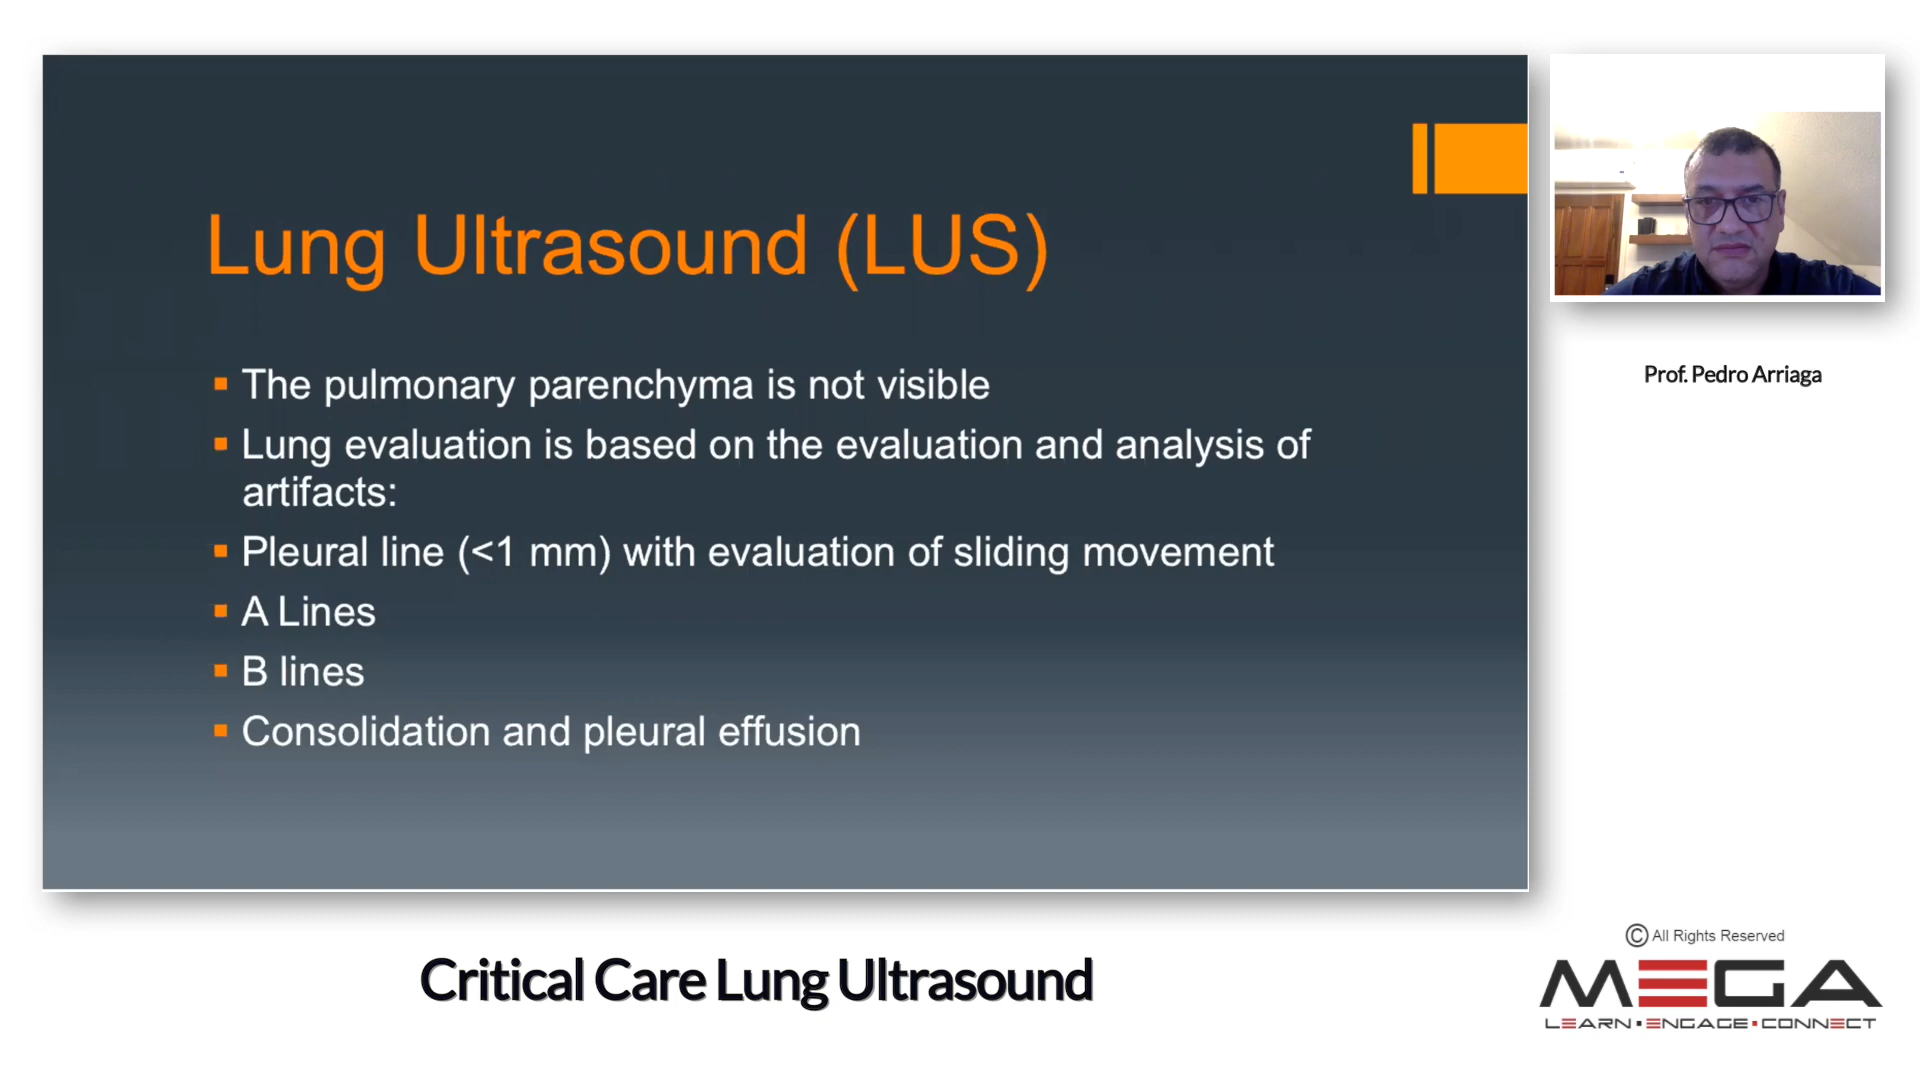 Lung Ultrasound (LUS)
The pulmonary parenchyma is not visible
Lung evaluation is based on the evaluation and analysis of
artifacts:
Pleural line (<1 mm) with evaluation of sliding movement
A Lines
B lines
Consolidation and pleural effusion
Prof. Pedro Arriaga
Critical Care Lung Ultrasound
© All Rights Reserved
MEGA
LEARN▪ENGAGE▪CONNECT